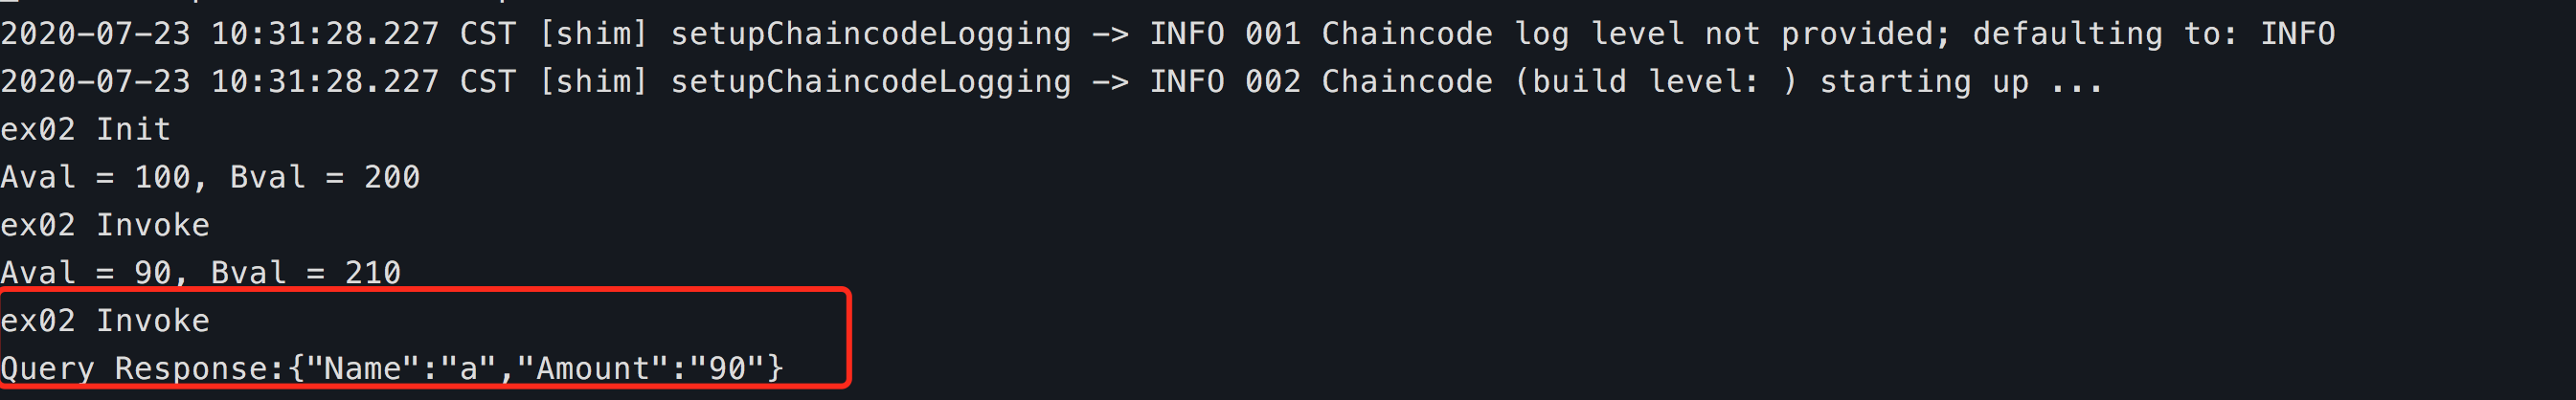 2020-07-23 10:31:28.227 CST [shim] setupChaincodeLogging -> INFO 001 Chaincode log level not provided; defaulting to: INFO
2020-07-23 10:31:28.227 CST [shim] setupChaincodeLogging -> INFO 002 Chaincode (build level: ) starting up ...
ex02 Init
Aval = 100, Bval = 200
ex02 Invoke
Aval = 90, Bval = 210
ex02 Invoke
Query Response:{"Name":"a","Amount":"90"}